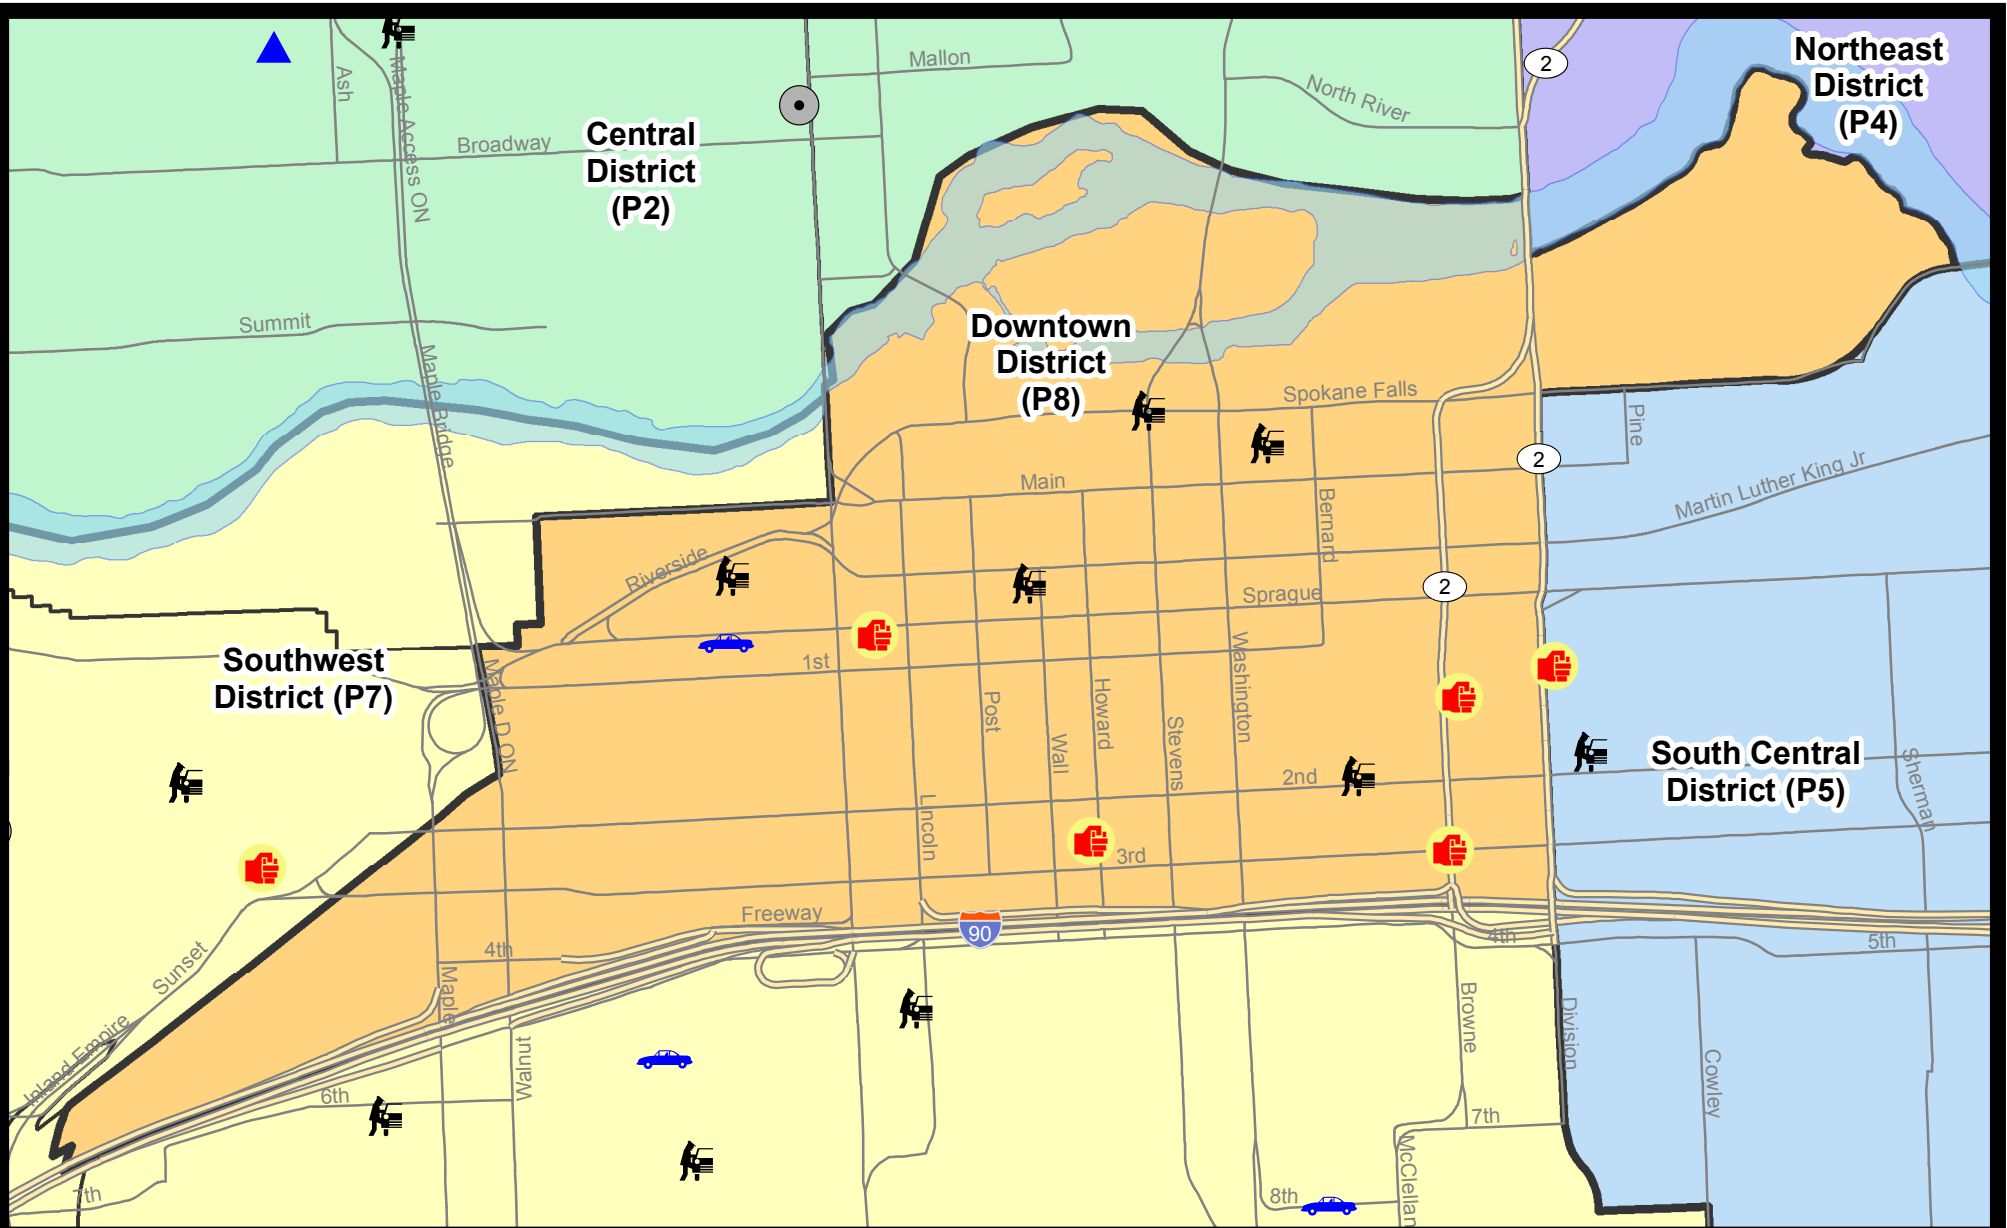 Northeast
District
(P4)
2
Mallon
Ash
Maple Access ON
North River
Central
District
(P2)
Broadway
Summit
Downtown
District
(P8)
Maple Bridge
Spokane Falls
Pine
2
Martin Luther King Jr
Main
Bernard
Riverside
2
Sprague
Southwest
District (P7)
1st
Maple D ON
Post
Howard
Washington
Wall
Stevens
South Central
District (P5)
Sherman
2nd
Lincoln
3rd
Freeway
90
4th
4th
5th
Sunset
Maple
Browne
Division
Inland Empire
Walnut
6th
Cowley
7th
McClellan
7th
8th